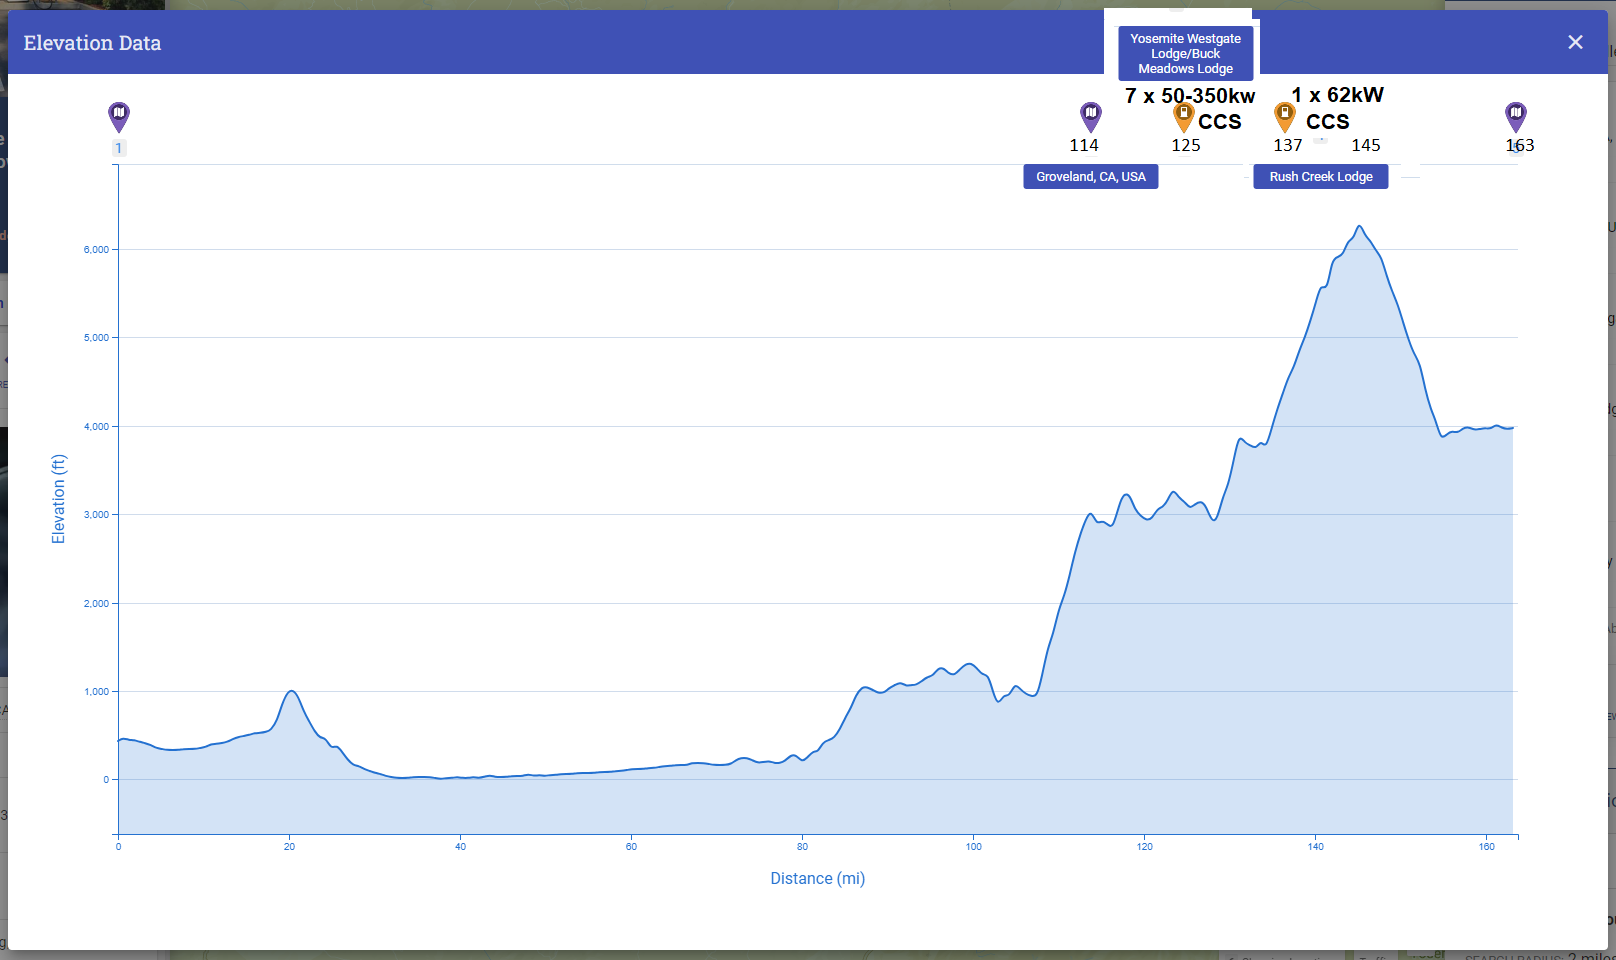 Elevation Data
Yosemite Westgate
Lodge/Buck
Meadows Lodge
7 x 50-350kw
CCS
1 x 62kW
CCS
1
114
125
137
145
163
Groveland, CA, USA
Rush Creek Lodge
6,000
5,000
4,000
3,000
2,000
1,000
0
Elevation (ft)
0
20
40
60
80
100
120
140
160
Distance (mi)